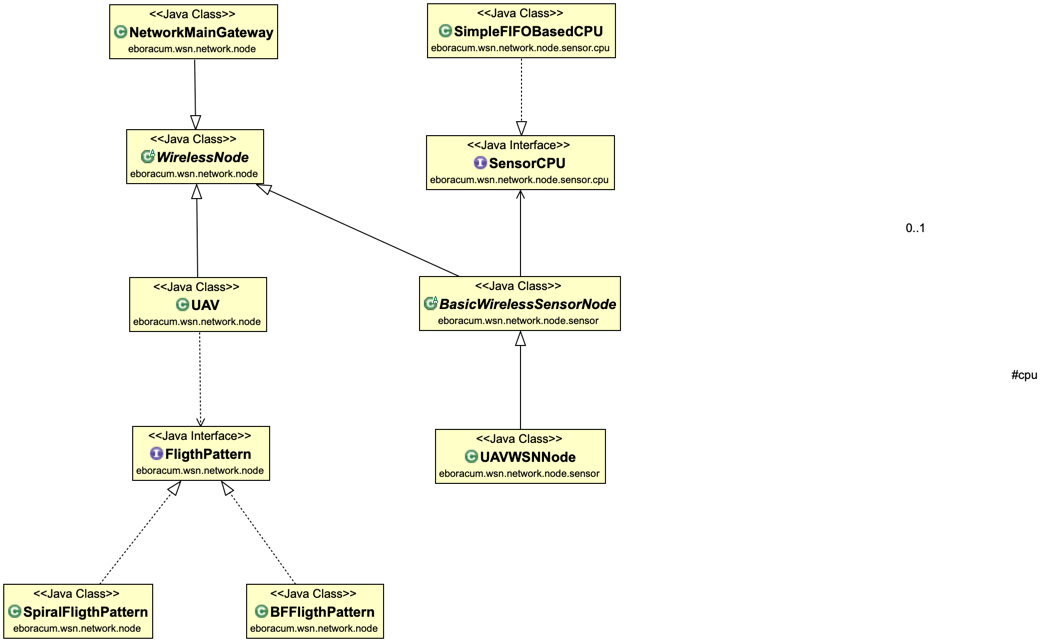 <<Java Class>>
NetworkMainGateway
eboracum.wsn.network.node
<<Java Class>>
SimpleFIFOBasedCPU
eboracum.wsn.network.node.sensor.cpu
<<Java Class>>
WirelessNode
eboracum.wsn.network.node
<<Java Interface>>
SensorCPU
eboracum.wsn.network.node.sensor.cpu
0..1
<<Java Class>>
UAV
eboracum.wsn.network.node
<<Java Class>>
BasicWirelessSensorNode
eboracum.wsn.network.node.sensor
#cpu
<<Java Interface>>
FligthPattern
eboracum.wsn.network.node
<<Java Class>>
UAVWSNNode
eboracum.wsn.network.node.sensor
<<Java Class>>
SpiralFligthPattern
eboracum.wsn.network.node
<<Java Class>>
BFFligthPattern
eboracum.wsn.network.node